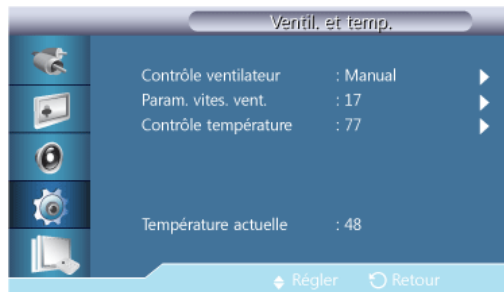 Ventil. et temp.
Contrôle ventilateur : Manual
Param. vites. vent. : 17
Contrôle température : 77
Température actuelle : 48
Régler Retour